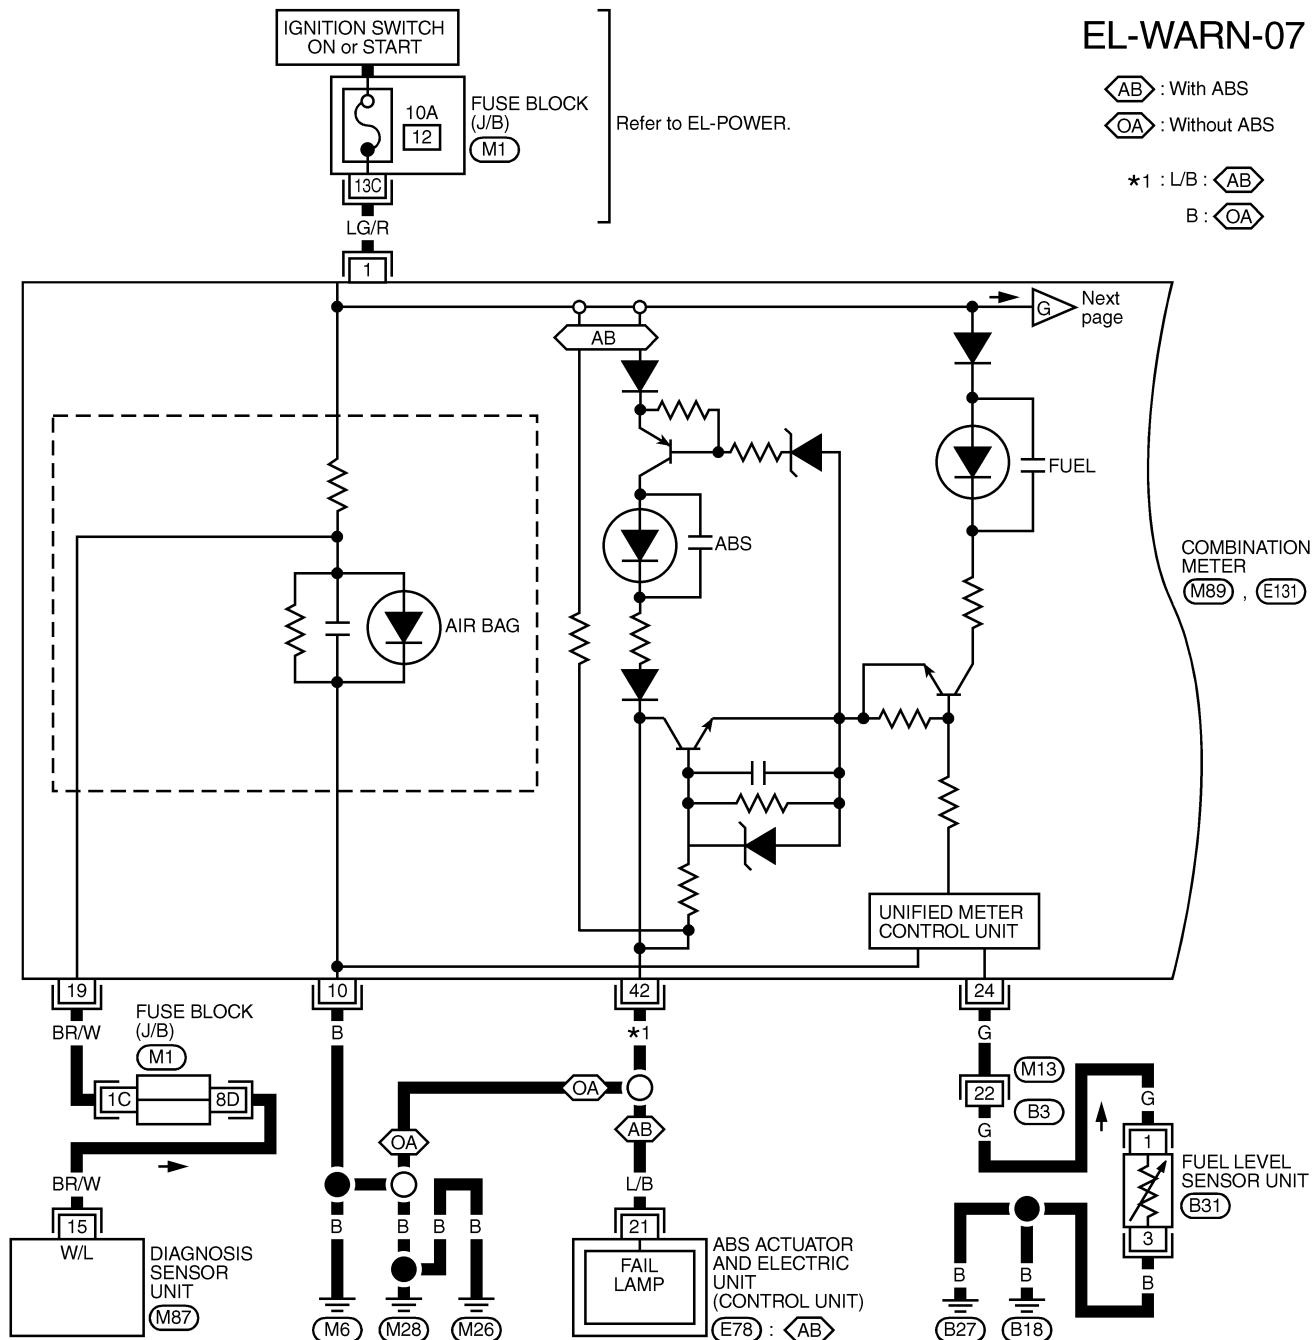 EL-WARN-07
IGNITION SWITCH
ON or START
10A
12
FUSE BLOCK
(J/B)
M1
Refer to EL-POWER.
AB : With ABS
OA : Without ABS
*1 : L/B : AB
B : OA
13C
LG/R
1
G
Next
page
AB
FUEL
ABS
AIR BAG
COMBINATION
METER
M89 , E131
UNIFIED METER
CONTROL UNIT
19
10
42
24
BR/W
FUSE BLOCK
(J/B)
M1
B
*1
G
1C
8D
OA
22
M13
B3
G
OA
AB
G
1
BR/W
L/B
FUEL LEVEL
SENSOR UNIT
B31
15
B
B
B
B
21
3
W/L
DIAGNOSIS
SENSOR
UNIT
M87
FAIL
LAMP
ABS ACTUATOR
AND ELECTRIC
UNIT
(CONTROL UNIT)
E78 : AB
B
B
B
M6
M28
M26
B27
B18